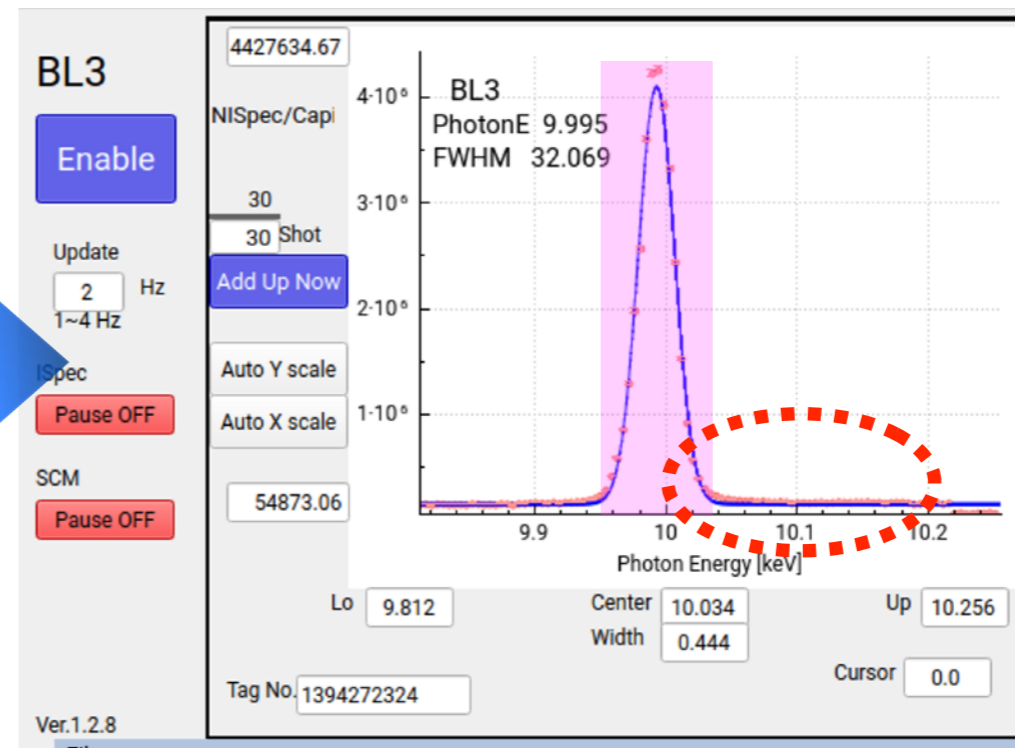 BL3
Enable
Update
2 Hz
1~4 Hz
ISpec
Pause OFF
SCM
Pause OFF
Ver.1.2.8
4427634.67
NISpec/Capi
30
30 Shot
Add Up Now
Auto Y scale
Auto X scale
54873.06
BL3
PhotonE 9.995
FWHM 32.069
4·10⁶
3·10⁶
2·10⁶
1·10⁶
9.9 10 10.1 10.2
Photon Energy [keV]
Lo 9.812 Center 10.034 Up 10.256
Width 0.444
Cursor 0.0
Tag No. 1394272324